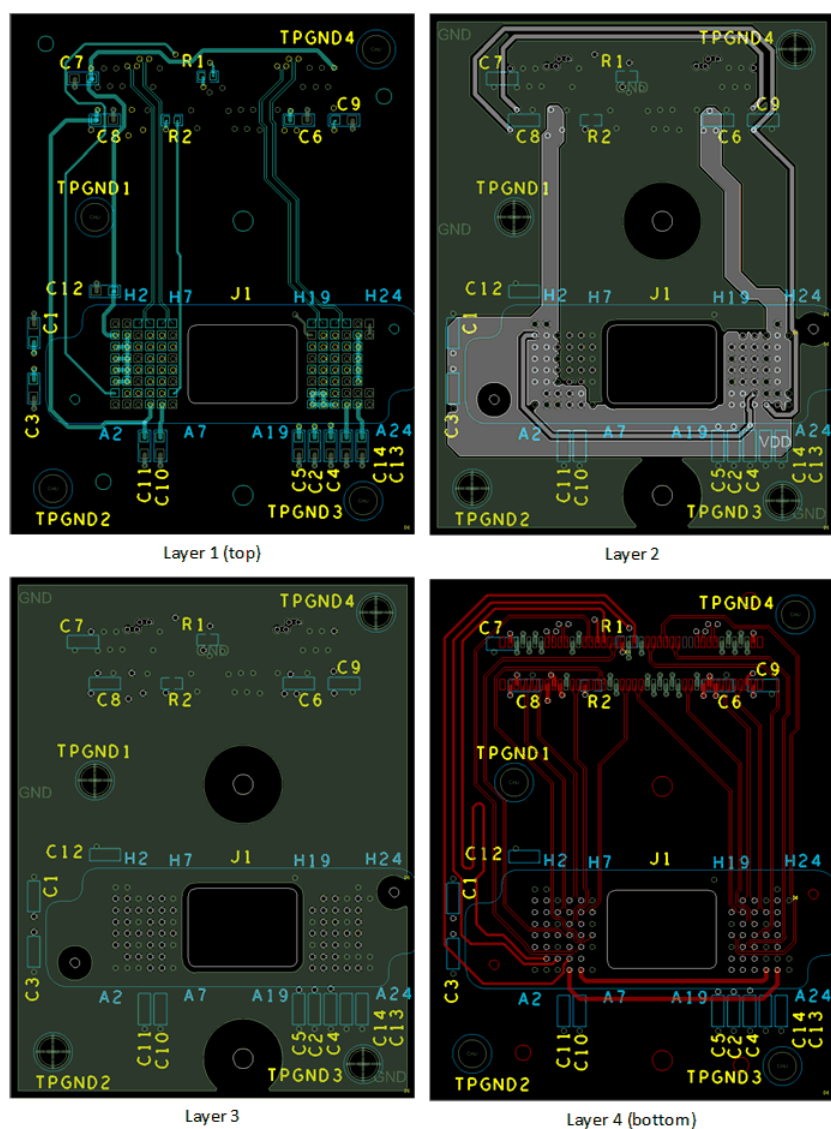 TPGND4
C7
R1
C9
C8
R2
C6
TPGND1
C12
H2
H7
J1
H19
H24
C1
C3
A2
A7
A19
A24
C11
C10
C5
C2
C4
C14
C13
TPGND2
TPGND3
Layer 1 (top)
GND
TPGND4
C7
R1
C9
C8
R2
C6
TPGND1
GND
C12
H2
H7
J1
H19
H24
C1
C3
A2
A7
A19
A24
VDD
C11
C10
C5
C2
C4
C14
C13
TPGND2
TPGND3
GND
Layer 2
GND
TPGND4
C7
R1
C9
C8
R2
C6
TPGND1
GND
C12
H2
H7
J1
H19
H24
C1
C3
A2
A7
A19
A24
C11
C10
C5
C2
C4
C14
C13
TPGND2
TPGND3
GND
Layer 3
TPGND4
C7
R1
C9
C8
R2
C6
TPGND1
C12
H2
H7
J1
H19
H24
C1
C3
A2
A7
A19
A24
C11
C10
C5
C2
C4
C14
C13
TPGND2
TPGND3
Layer 4 (bottom)